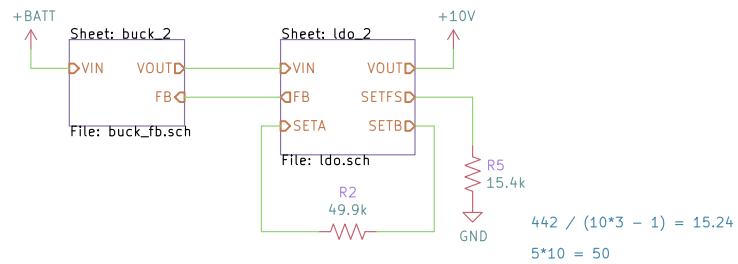 +BATT
+10V
Sheet: buck_2
Sheet: ldo_2
VIN
VOUT
VIN
VOUT
FB
FB
SETFS
SETA
SETB
File: buck_fb.sch
File: ldo.sch
R5
15.4k
R2
49.9k
GND
442 / (10*3 – 1) = 15.24
5*10 = 50